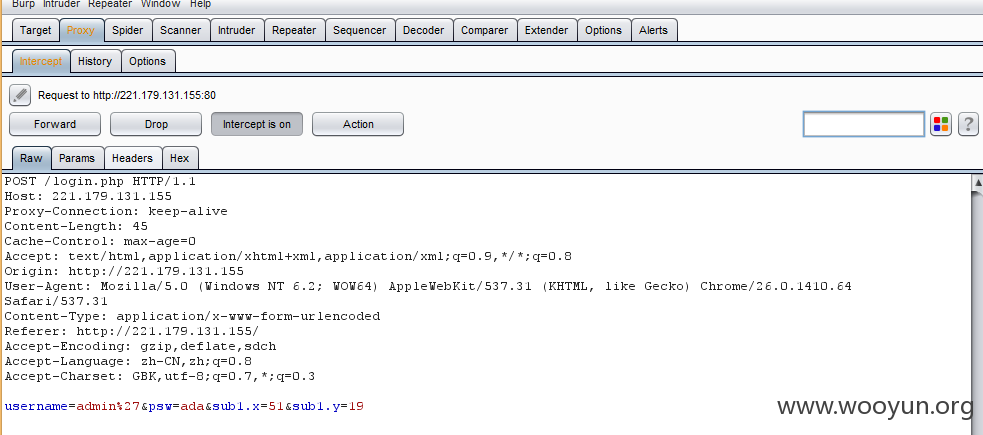 Burp Intruder Repeater Window Help
Target Proxy Spider Scanner Intruder Repeater Sequencer Decoder Comparer Extender Options Alerts
Intercept History Options
Request to http://221.179.131.155:80
Forward Drop Intercept is on Action ?
Raw Params Headers Hex
POST /login.php HTTP/1.1
Host: 221.179.131.155
Proxy-Connection: keep-alive
Content-Length: 45
Cache-Control: max-age=0
Accept: text/html,application/xhtml+xml,application/xml;q=0.9,*/*;q=0.8
Origin: http://221.179.131.155
User-Agent: Mozilla/5.0 (Windows NT 6.2; WOW64) AppleWebKit/537.31 (KHTML, like Gecko) Chrome/26.0.1410.64
Safari/537.31
Content-Type: application/x-www-form-urlencoded
Referer: http://221.179.131.155/
Accept-Encoding: gzip,deflate,sdch
Accept-Language: zh-CN,zh;q=0.8
Accept-Charset: GBK,utf-8;q=0.7,*;q=0.3
username=admin%27&psw=ada&sub1.x=51&sub1.y=19
www.wooyun.org